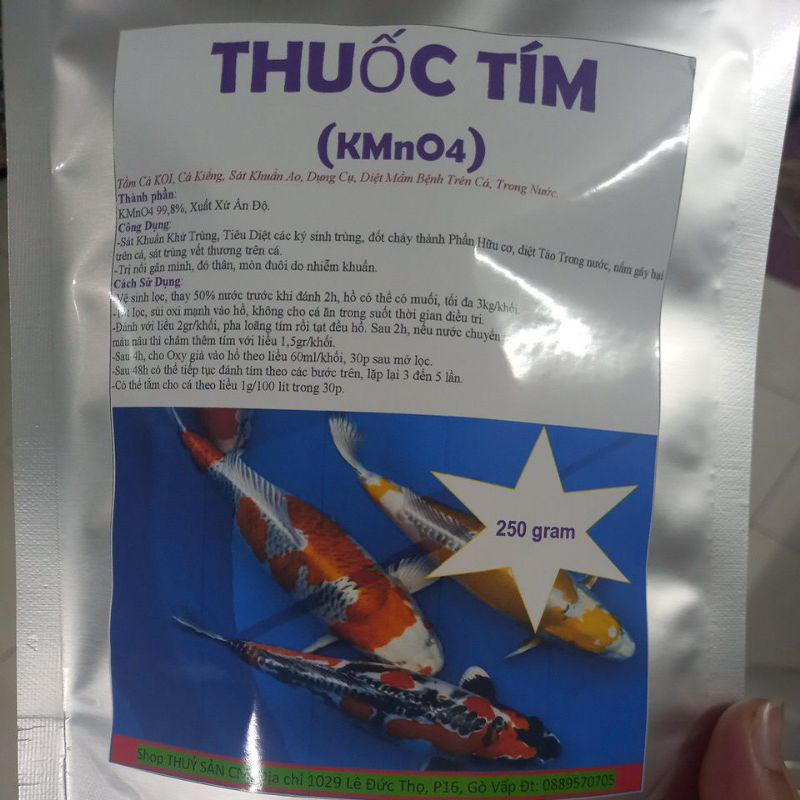 THUỐC TÍM
(KMnO4)
Tắm Cá KOI, Cá Kiểng, Sát Khuẩn Ao, Dụng Cụ, Diệt Mầm Bệnh Trên Cá, Trong Nước.
Thành phần:
KMnO4 99,8%, Xuất Xứ Ấn Độ.
Công Dụng:
-Sát Khuẩn Khử Trùng, Tiêu Diệt các ký sinh trùng, đốt cháy thành Phần Hữu cơ, diệt Tảo Trong nước, nấm gây hại
trên cá, sát trùng vết thương trên cá.
-Trị nổi gân mình, đỏ thân, mòn đuôi do nhiễm khuẩn.
Cách Sử Dụng:
-Vệ sinh lọc, thay 50% nước trước khi đánh 2h, hồ có thể có muối, tối đa 3kg/khối.
lọc, sủi oxi mạnh vào hồ, không cho cá ăn trong suốt thời gian điều trị.
-Đánh với liều 2gr/khối, pha loãng tím rồi tạt đều hồ. Sau 2h, nếu nước chuyển
màu nâu thì châm thêm tím với liều 1,5gr/khối.
-Sau 4h, cho Oxy già vào hồ theo liều 60ml/khối, 30p sau mở lọc.
-Sau 48h có thể tiếp tục đánh tím theo các bước trên, lặp lại 3 đến 5 lần.
-Có thể tắm cho cá theo liều 1g/100 lít trong 30p.
250 gram
Shop THUỶ SẢN Địa chỉ 1029 Lê Đức Thọ, P16, Gò Vấp Đt: 0889570705